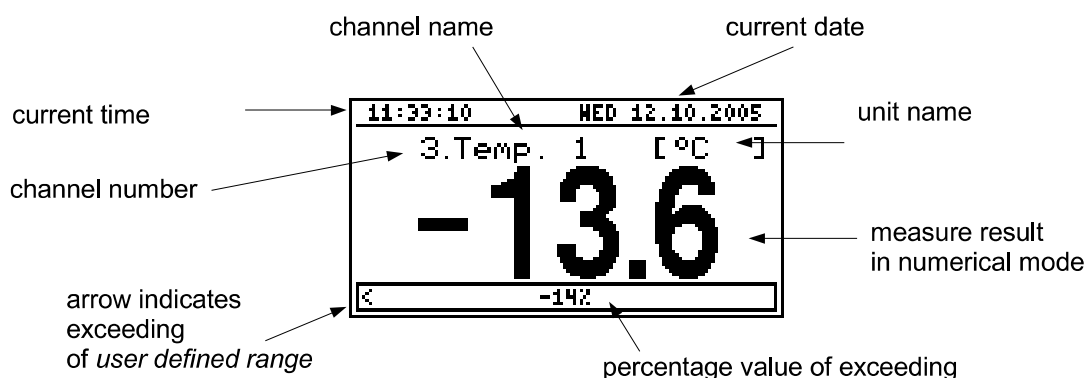 channel name
current date
current time
11:33:10 WED 12.10.2005
unit name
3.Temp. 1 [ºC ]
channel number
-13.6
measure result
in numerical mode
< -14%
arrow indicates
exceeding
of user defined range
percentage value of exceeding